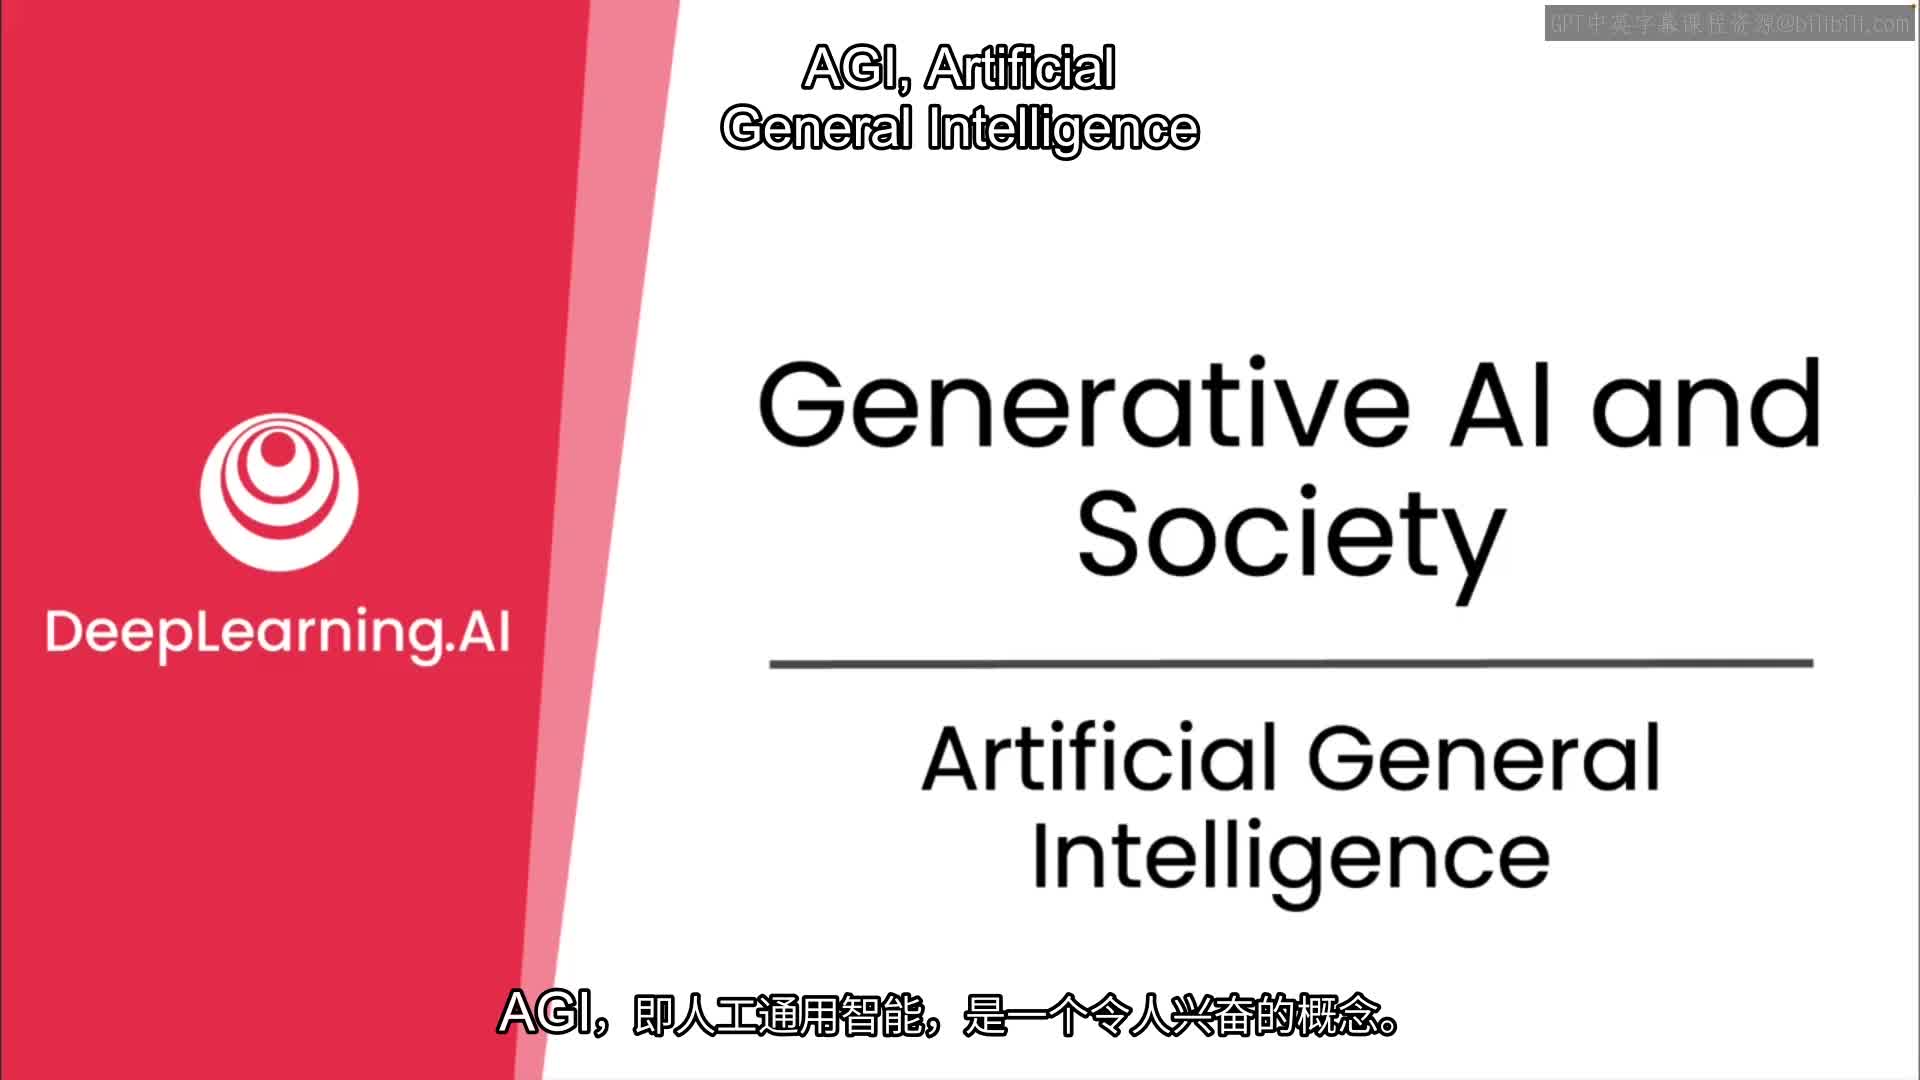 GPT中英字幕课程资源@bilibili.com
AGI, Artificial
General Intelligence
Generative AI and
Society
DeepLearning.AI
Artificial General
Intelligence
AGI，即人工通用智能，是一个令人兴奋的概念。